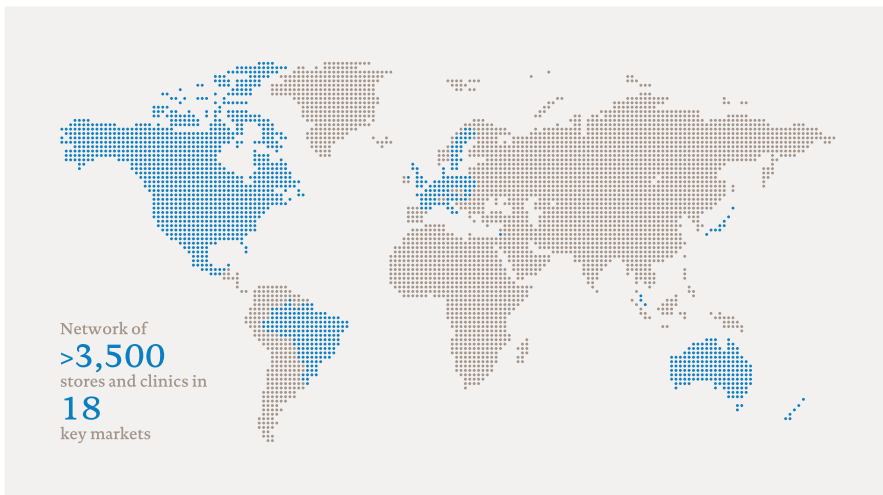 Network of
>3,500
stores and clinics in
18
key markets